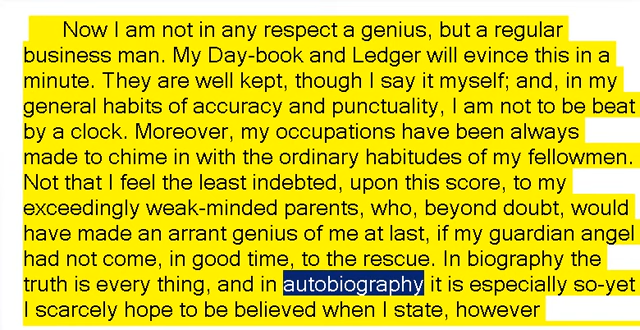 Now I am not in any respect a genius, but a regular
business man. My Day-book and Ledger will evince this in a
minute. They are well kept, though I say it myself; and, in my
general habits of accuracy and punctuality, I am not to be beat
by a clock. Moreover, my occupations have been always
made to chime in with the ordinary habitudes of my fellowmen.
Not that I feel the least indebted, upon this score, to my
exceedingly weak-minded parents, who, beyond doubt, would
have made an arrant genius of me at last, if my guardian angel
had not come, in good time, to the rescue. In biography the
truth is every thing, and in autobiography it is especially so-yet
I scarcely hope to be believed when I state, however